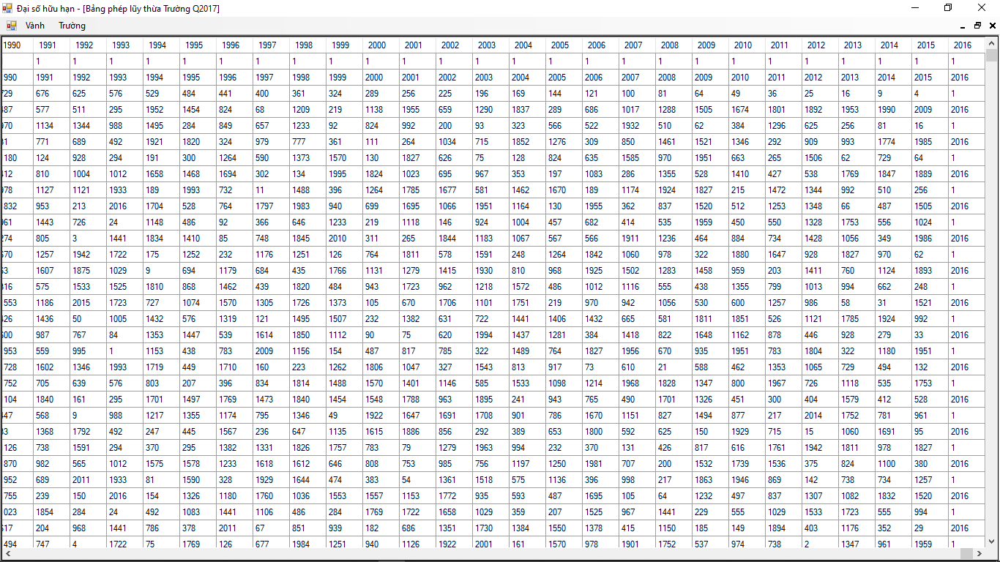 Đại số hữu hạn - [Bảng phép lũy thừa Trường Q2017]
Vành Trường
1990 1991 1992 1993 1994 1995 1996 1997 1998 1999 2000 2001 2002 2003 2004 2005 2006 2007 2008 2009 2010 2011 2012 2013 2014 2015 2016
1 1 1 1 1 1 1 1 1 1 1 1 1 1 1 1 1 1 1 1 1 1 1 1 1 1
990 1991 1992 1993 1994 1995 1996 1997 1998 1999 2000 2001 2002 2003 2004 2005 2006 2007 2008 2009 2010 2011 2012 2013 2014 2015 2016
729 676 625 576 529 484 441 400 361 324 289 256 225 196 169 144 121 100 81 64 49 36 25 16 9 4 1
487 577 511 295 1952 1454 824 68 1209 219 1138 1955 659 1290 1837 289 686 1017 1288 1505 1674 1801 1892 1953 1990 2009 2016
970 1134 1344 988 1495 284 849 657 1233 92 824 992 200 93 323 566 522 1932 510 62 384 1296 625 256 81 16 1
31 771 689 492 1921 1820 324 979 777 361 111 264 1034 715 1852 1276 309 850 1461 1521 1346 292 909 993 1774 1985 2016
180 124 928 294 191 300 1264 590 1373 1570 130 1827 626 75 128 824 635 1585 970 1951 663 265 1506 62 729 64 1
412 810 1004 1012 1658 1468 1694 302 134 1995 1824 1023 695 967 353 197 1083 286 1355 528 1410 427 538 1769 1847 1889 2016
978 1127 1121 1933 189 1993 732 11 1488 396 1264 1785 1677 581 1462 1670 189 1174 1924 1827 215 1472 1344 992 510 256 1
832 953 213 2016 1704 528 764 1797 1983 940 699 1695 1066 1951 1164 130 1955 362 837 1520 512 1253 1348 66 487 1505 2016
961 1443 726 24 1148 486 92 366 646 1233 219 1118 146 924 1004 457 682 414 535 1959 450 550 1328 1753 556 1024 1
274 805 3 1441 1834 1410 85 748 1845 2010 311 265 1844 1183 1067 567 566 1911 1236 464 884 734 1428 1056 349 1986 2016
570 1257 1942 1722 175 1252 232 1176 1251 126 764 1811 578 1591 248 1264 1842 1060 978 322 1880 1647 928 1827 970 62 1
53 1607 1875 1029 9 694 1179 684 435 1766 1131 1279 1415 1930 810 968 1925 1502 1283 1458 959 203 1411 760 1124 1893 2016
316 575 1533 1525 1810 868 1462 439 1820 484 943 1723 962 1218 1572 486 1012 1116 555 438 1355 799 1013 994 662 248 1
553 1186 2015 1723 727 1074 1570 1305 1726 1373 105 670 1706 1101 1751 219 970 942 1056 530 600 1257 986 58 31 1521 2016
426 1436 50 1005 1432 576 1319 121 1495 1507 232 1382 631 722 1441 1406 1432 665 581 1811 1851 526 1121 1785 1924 992 1
600 987 767 84 1353 1447 539 1614 1850 1112 90 75 620 1994 1437 1281 384 1418 822 1648 1162 878 446 928 279 33 2016
953 559 995 1 1153 438 783 2009 1156 154 487 817 785 322 1489 764 1827 1956 670 935 1951 783 1804 322 1180 1951 1
728 1602 1346 1993 1719 449 1710 160 223 1262 1806 1047 327 1543 813 917 73 610 21 588 462 1353 1065 729 494 132 2016
752 705 639 576 803 207 396 834 1814 1488 1570 1401 1146 585 1533 1098 1214 1968 1828 1347 800 1967 726 1118 535 1753 1
104 1840 161 295 1701 1497 1769 1473 1840 1454 1548 1788 963 1895 241 943 765 490 1701 1326 451 300 404 1579 412 528 2016
447 568 9 988 1217 1355 1174 795 1346 49 1922 1647 1691 1708 901 786 1670 1151 827 1494 877 217 2014 1752 781 961 1
33 1368 1792 492 247 445 1567 236 647 1135 1615 1886 856 292 389 653 1800 592 625 150 1929 715 15 1060 1691 95 2016
126 738 1591 294 370 295 1382 1331 1826 1757 783 79 1279 1963 994 232 370 131 426 817 616 1761 1942 1811 978 1827 1
870 982 565 1012 1575 1578 1233 1618 1612 646 808 753 985 756 1197 1250 1981 707 200 1532 1739 1536 375 824 1100 380 2016
952 689 2011 1933 81 1590 328 1929 1644 474 383 54 1361 1518 575 1136 396 998 217 1863 1946 869 142 738 734 1257 1
755 239 150 2016 154 1326 1180 1760 1036 1553 1557 1153 1772 935 593 487 1695 105 64 1232 497 837 1307 1082 1832 1520 2016
023 1854 284 24 492 1083 1441 1106 486 284 1769 1722 1658 1029 359 207 1525 967 1441 229 555 1029 1533 1723 555 994 1
617 204 968 1441 786 378 2011 67 851 939 182 686 1351 1730 1384 1550 1378 415 1150 185 149 1894 403 1176 352 29 2016
494 747 4 1722 75 1769 126 677 1984 1251 940 1126 1922 2001 161 1570 978 1901 1752 537 974 738 2 1347 961 1959 1